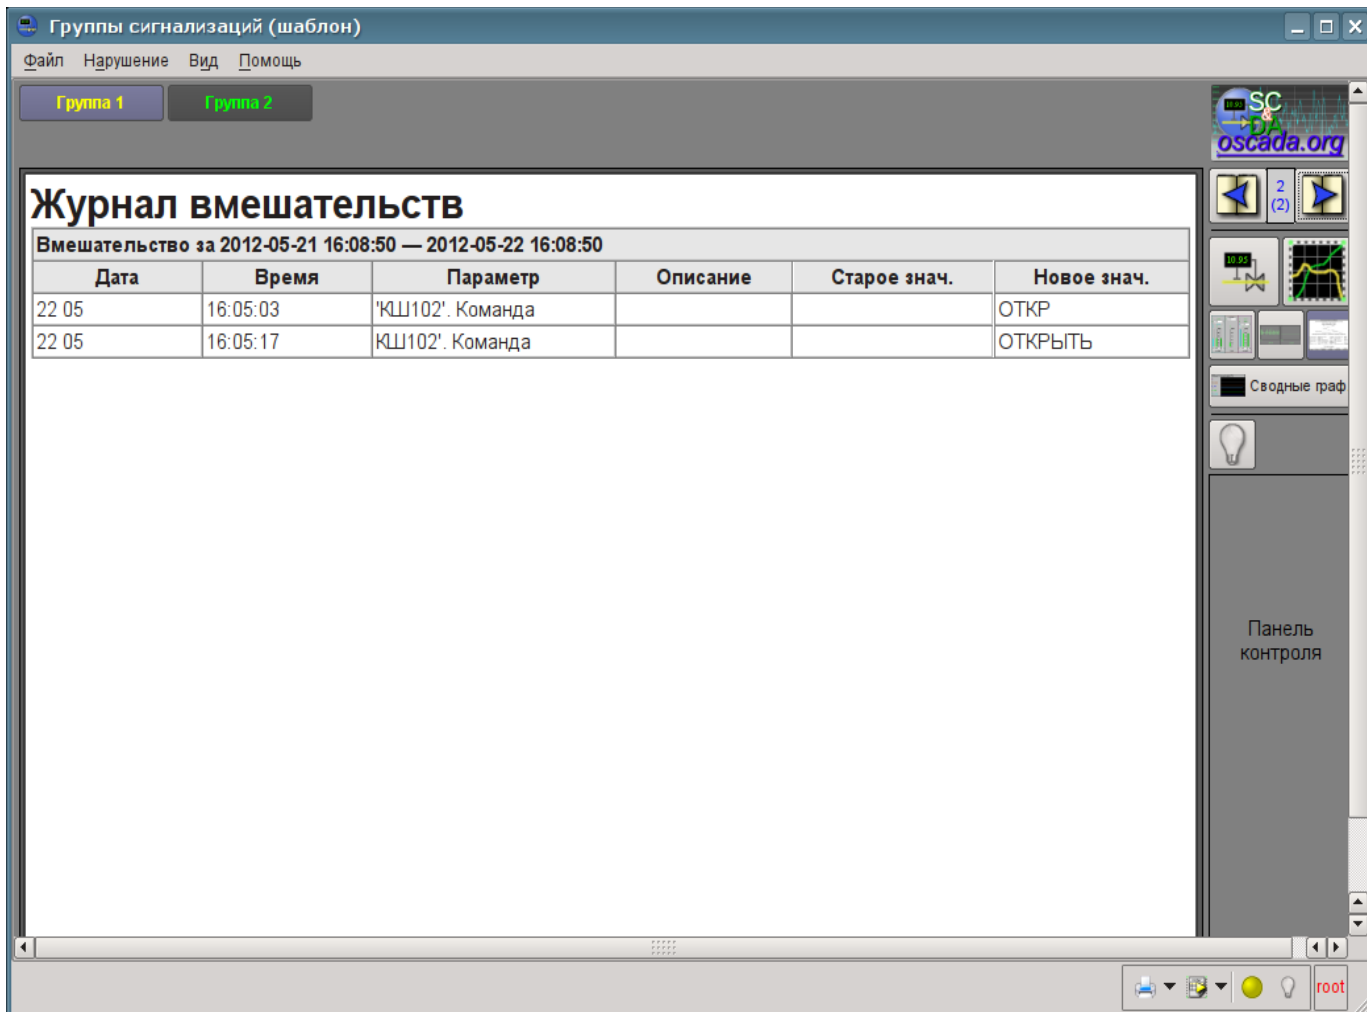 Группы сигнализаций (шаблон)
Файл Нарушение Вид Помощь
Группа 1 Группа 2
SC
&
DA
oscada.org
2
(2)
Журнал вмешательств
Вмешательство за 2012-05-21 16:08:50 — 2012-05-22 16:08:50
Дата Время Параметр Описание Старое знач. Новое знач.
22 05 16:05:03 'КШ102'. Команда ОТКР
22 05 16:05:17 КШ102'. Команда ОТКРЫТЬ
10.95
Сводные граф
Панель
контроля
root